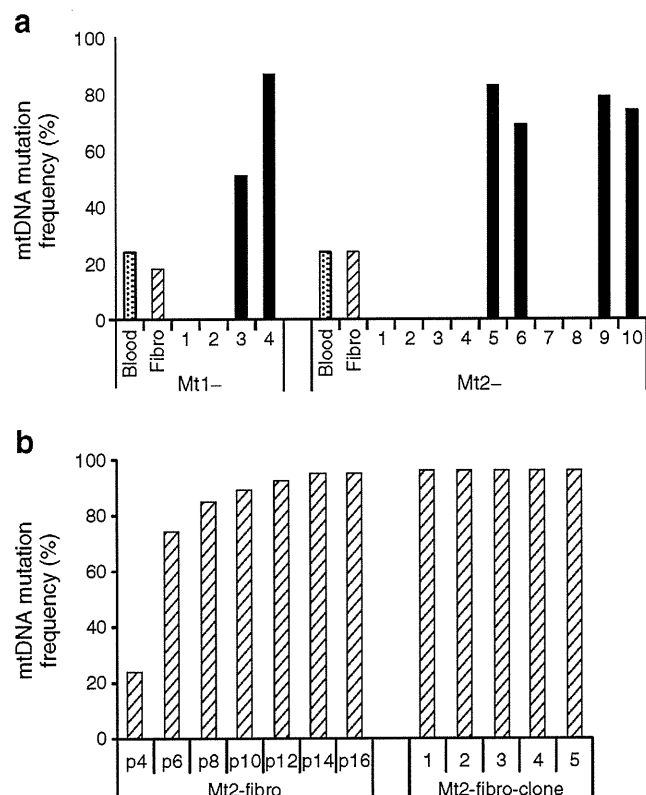 a
mtDNA mutation
frequency (%)
100
80
60
40
20
0
Blood Fibro 1 2 3 4 Blood Fibro 1 2 3 4 5 6 7 8 9 10
Mt1– Mt2–
b
mtDNA mutation
frequency (%)
100
80
60
40
20
0
p4 p6 p8 p10 p12 p14 p16 1 2 3 4 5
Mt2-fibro Mt2-fibro-clone